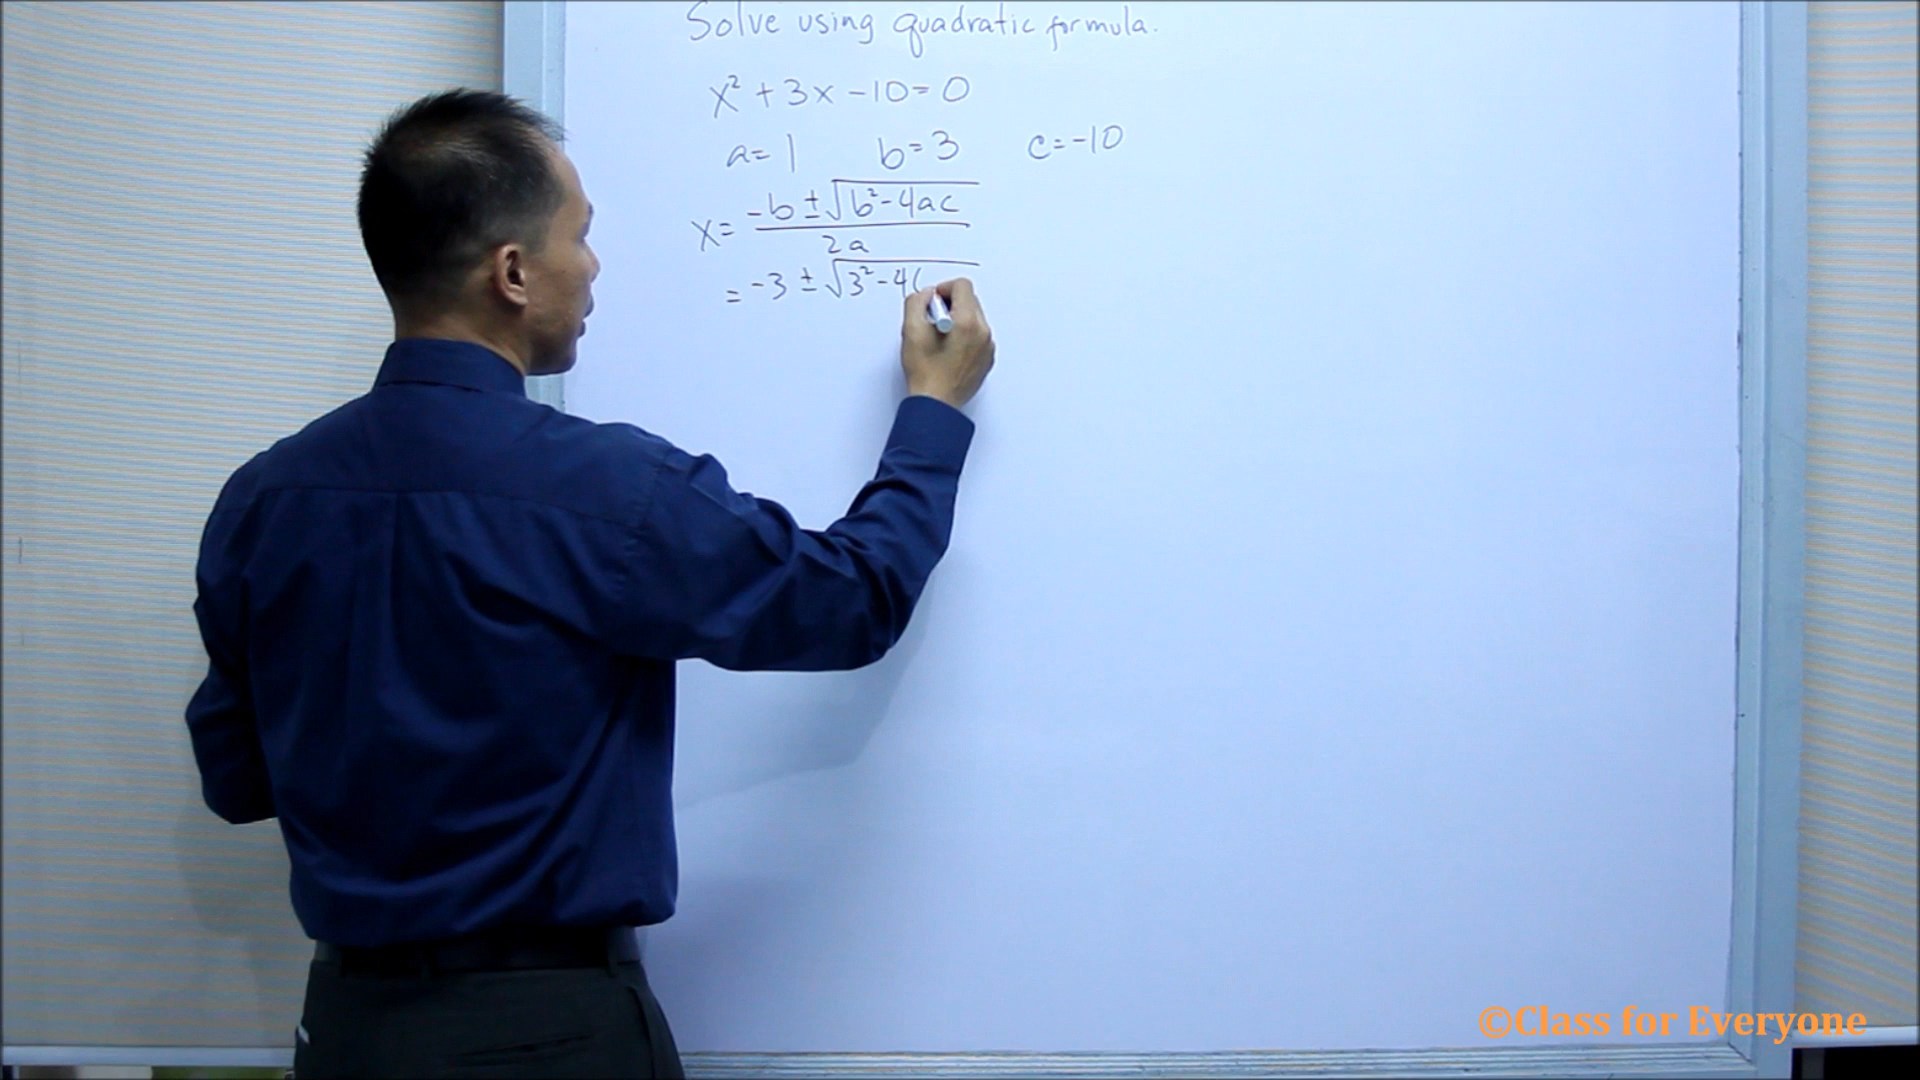 Solve using quadratic formula.
x² + 3x - 10 = 0
a = 1 b = 3 c = -10
x = -b ± √b² - 4ac
2a
= -3 ± √3² - 4(
©Class for Everyone